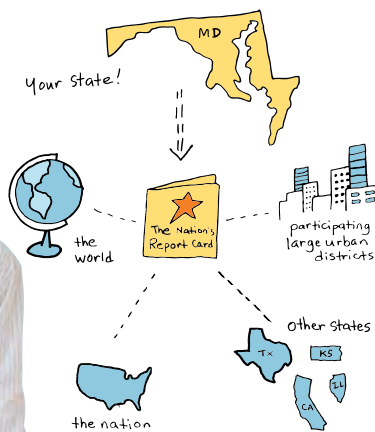 MD
Your state!
The Nation's
Report Card
the
world
participating
large urban
districts
other states
TX
KS
IL
CA
the nation